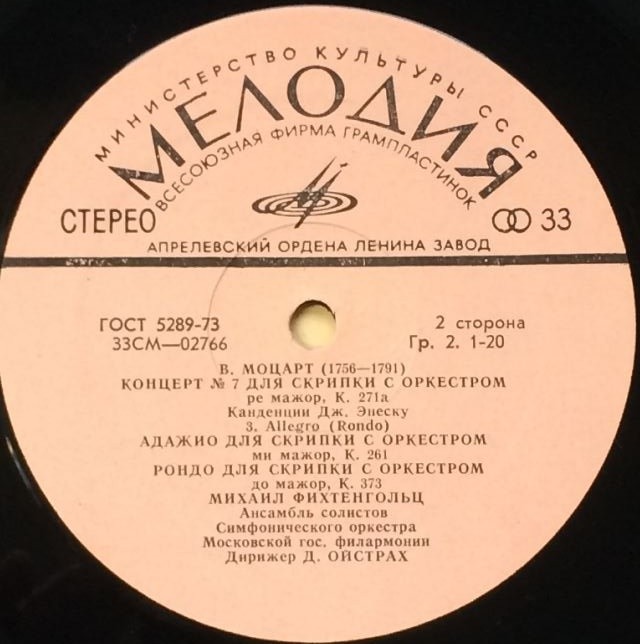 МИНИСТЕРСТВО КУЛЬТУРЫ СССР
МЕЛОДИЯ
ВСЕСОЮЗНАЯ ФИРМА ГРАМПЛАСТИНОК
СТЕРЕО 33
АПРЕЛЕВСКИЙ ОРДЕНА ЛЕНИНА ЗАВОД
ГОСТ 5289-73 2 сторона
33СМ—02766 Гр. 2. 1-20
В. МОЦАРТ (1756—1791)
КОНЦЕРТ № 7 ДЛЯ СКРИПКИ С ОРКЕСТРОМ
ре мажор, К. 271а
Канденции Дж. Энеску
3. Allegro (Rondo)
АДАЖИО ДЛЯ СКРИПКИ С ОРКЕСТРОМ
ми мажор, К. 261
РОНДО ДЛЯ СКРИПКИ С ОРКЕСТРОМ
до мажор, К. 373
МИХАИЛ ФИХТЕНГОЛЬЦ
Ансамбль солистов
Симфонического оркестра
Московской гос. филармонии
Дирижер Д. ОЙСТРАХ